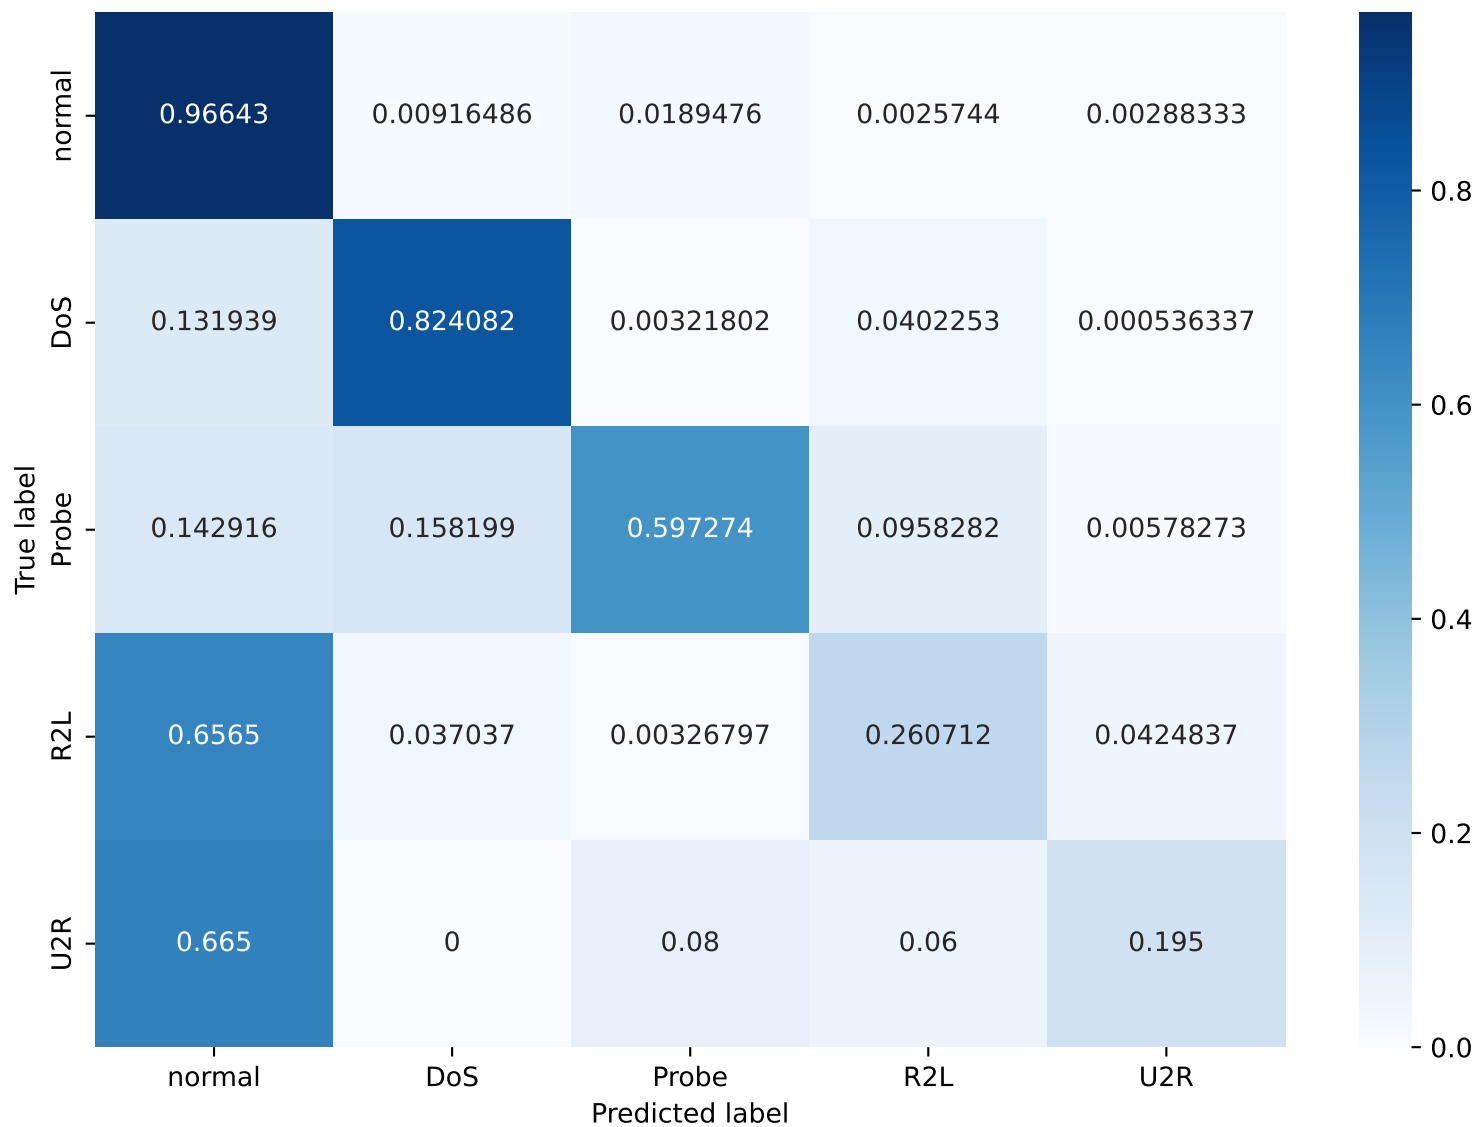 normal 0.96643 0.00916486 0.0189476 0.0025744 0.00288333
DoS 0.131939 0.824082 0.00321802 0.0402253 0.000536337
Probe 0.142916 0.158199 0.597274 0.0958282 0.00578273
R2L 0.6565 0.037037 0.00326797 0.260712 0.0424837
U2R 0.665 0 0.08 0.06 0.195
normal DoS Probe R2L U2R
Predicted label
True label
0.8
0.6
0.4
0.2
0.0